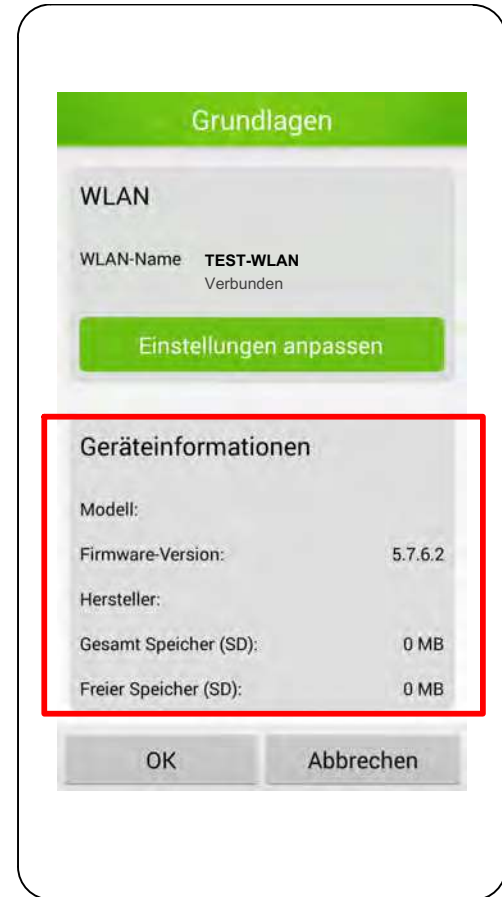 Grundlagen
WLAN
WLAN-Name TEST-WLAN
Verbunden
Einstellungen anpassen
Geräteinformationen
Modell:
Firmware-Version: 5.7.6.2
Hersteller:
Gesamt Speicher (SD): 0 MB
Freier Speicher (SD): 0 MB
OK Abbrechen